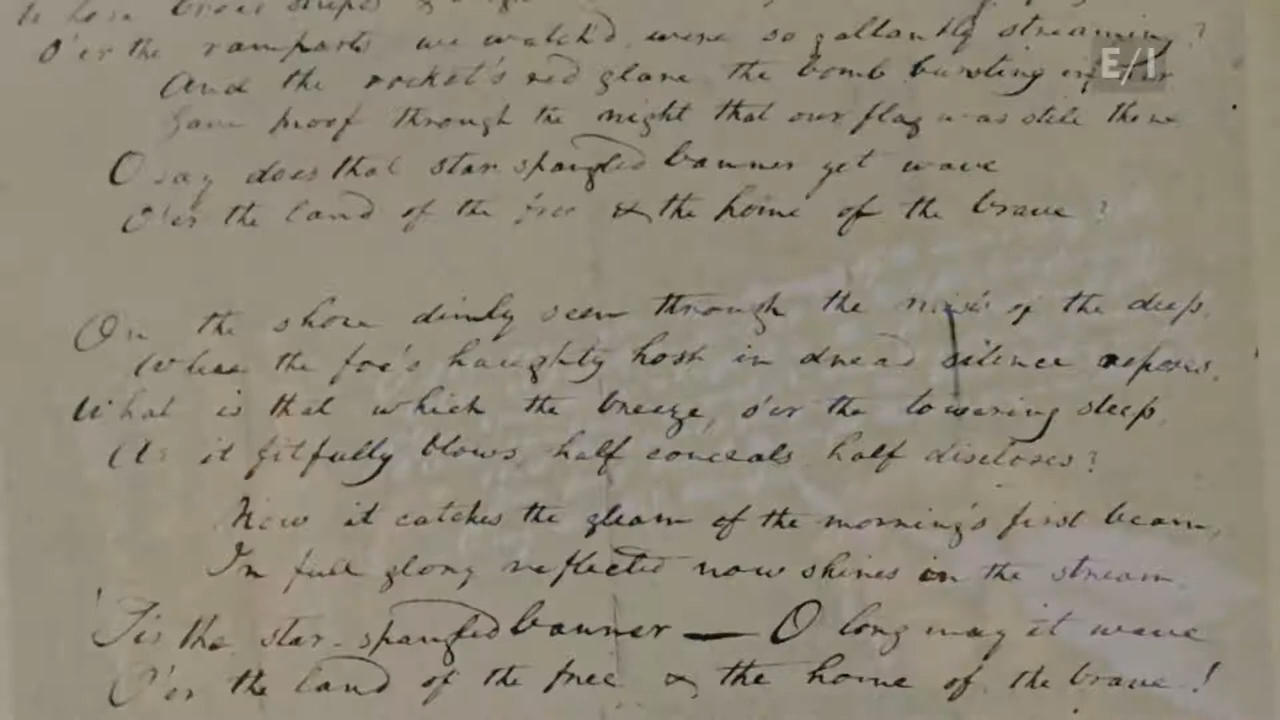 O'er the ramparts we watch'd, were so gallantly streaming?
E/I
And the rocket's red glare, the bomb bursting in air
Gave proof through the night that our flag was still there
O say does that star spangled banner yet wave
O'er the land of the free & the home of the brave?
On the shore dimly seen through the mists of the deep,
Where the foe's haughty host in dread silence reposes,
What is that which the breeze, o'er the towering steep,
As it fitfully blows, half conceals, half discloses?
Now it catches the gleam of the morning's first beam,
In full glory reflected now shines in the stream,
'Tis the star-spangled banner — O long may it wave
O'er the land of the free & the home of the brave!